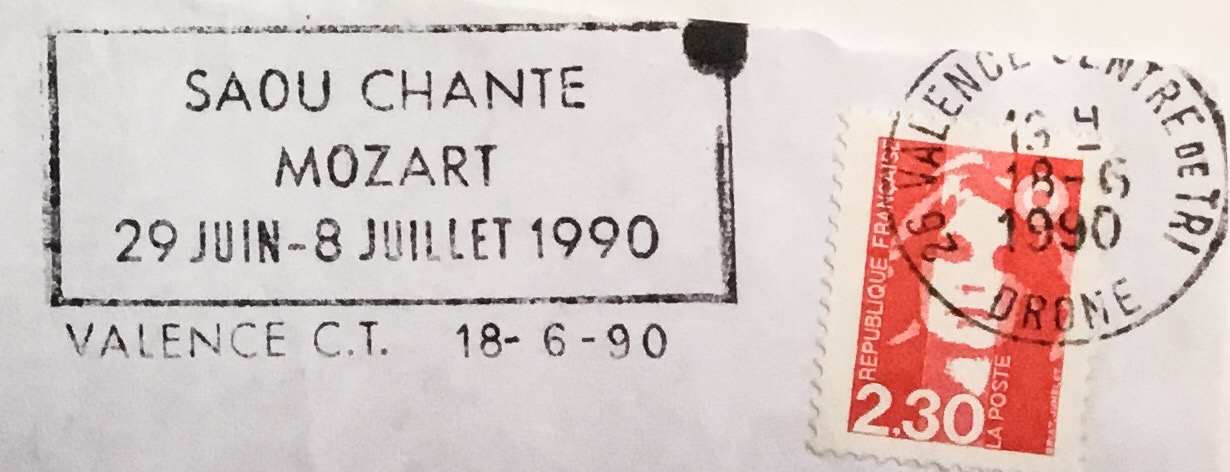 SAOU CHANTE
MOZART
29 JUIN-8 JUILLET 1990
VALENCE C.T. 18- 6 -90
26 VALENCE CENTRE DE TRI
18-6
1990
DROME
REPUBLIQUE FRANÇAISE
2,30
LA POSTE